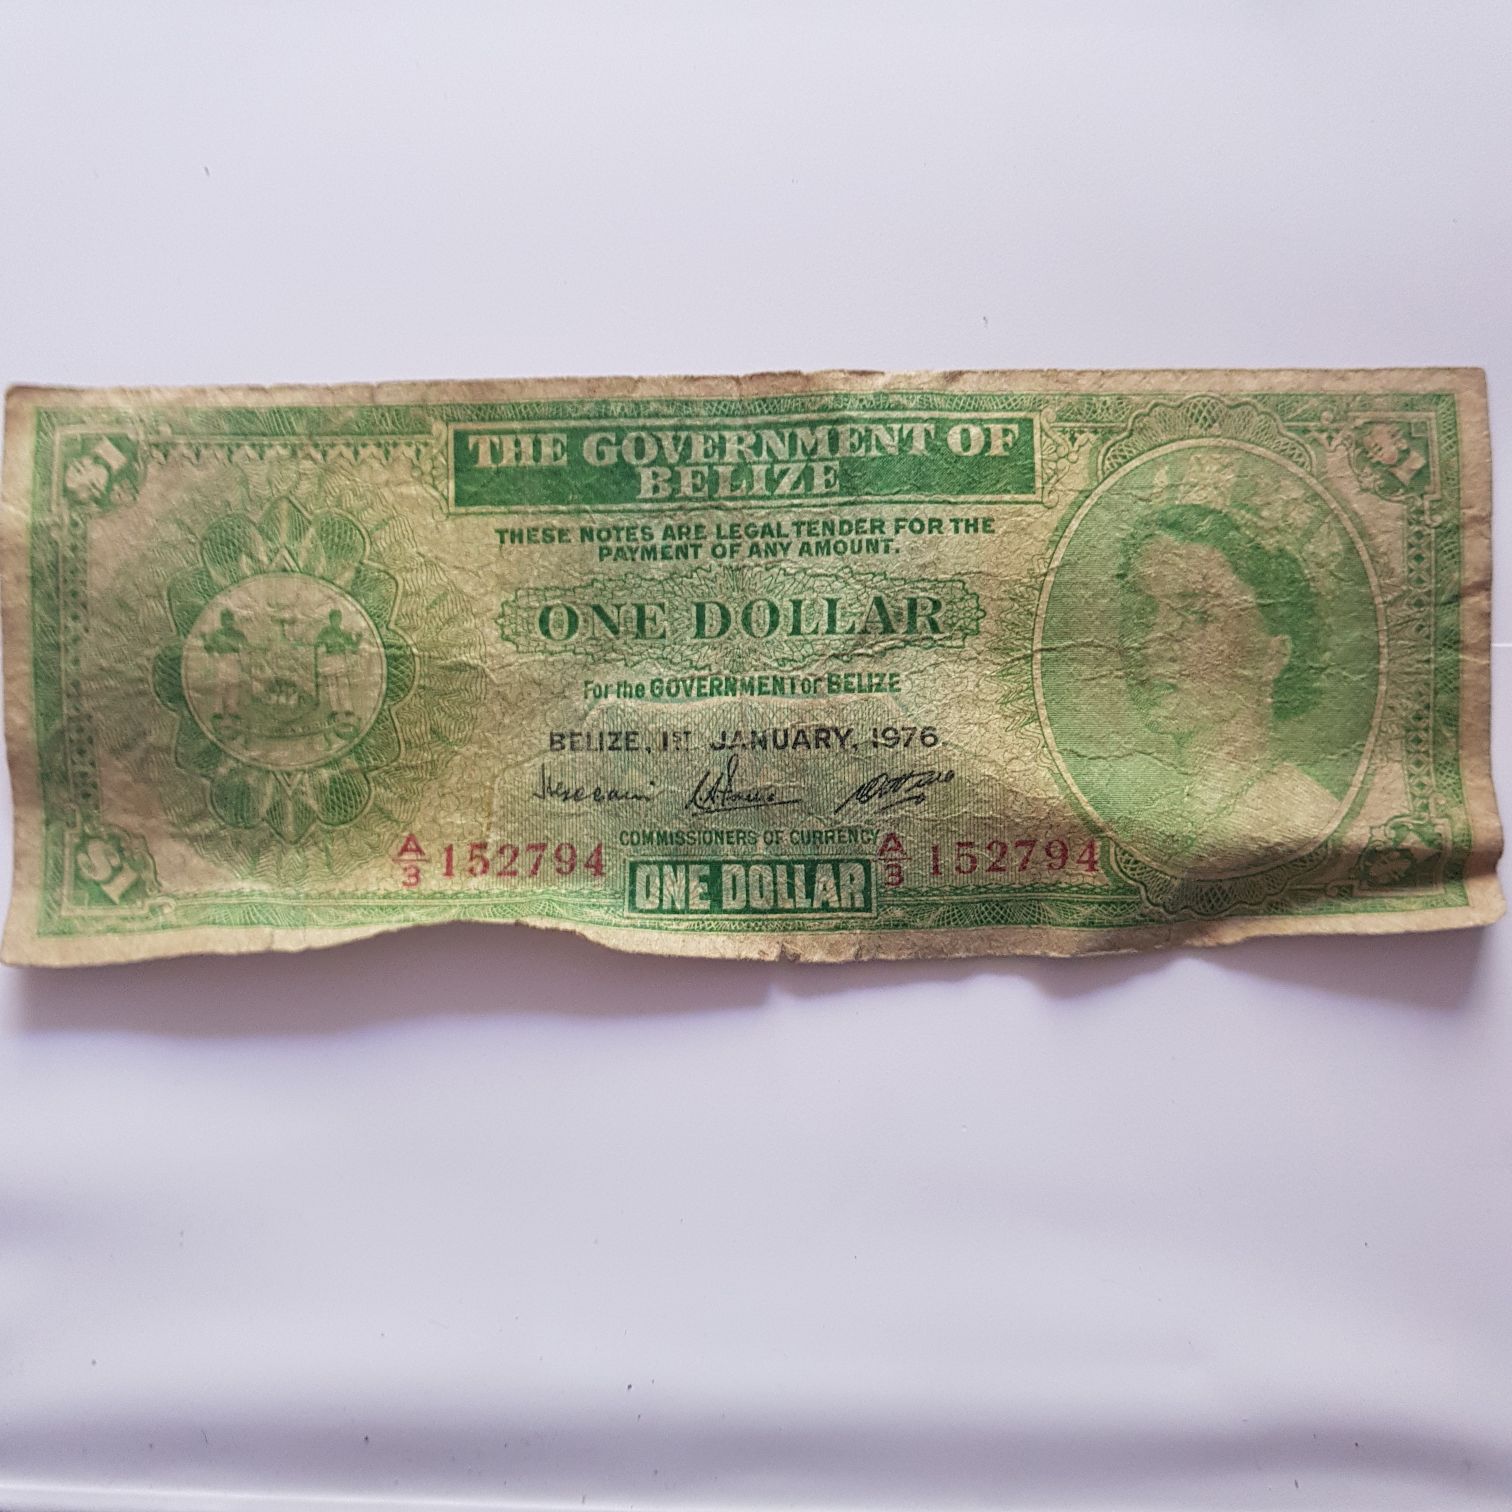 $1
$1
THE GOVERNMENT OF
BELIZE
THESE NOTES ARE LEGAL TENDER FOR THE
PAYMENT OF ANY AMOUNT.
ONE DOLLAR
For the GOVERNMENT of BELIZE
BELIZE, 1ST JANUARY, 1976.
COMMISSIONERS OF CURRENCY
A/3 152794
A/3 152794
ONE DOLLAR
$1
$1